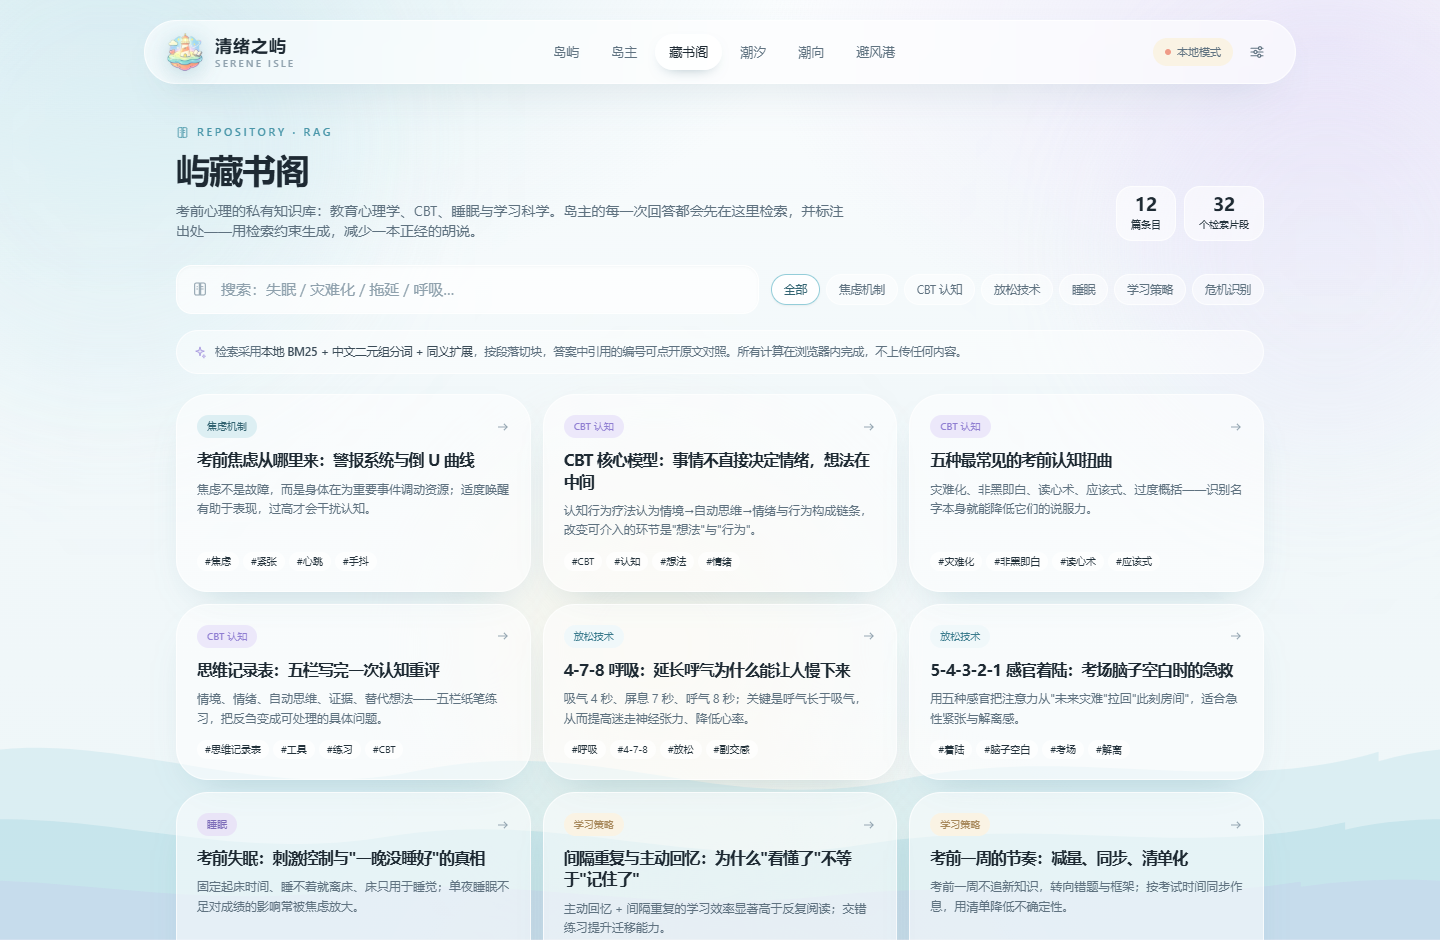 清绪之屿
SERENE ISLE
岛屿
岛主
藏书阁
潮汐
潮向
避风港
本地模式
REPOSITORY · RAG
屿藏书阁
考前心理的私有知识库：教育心理学、CBT、睡眠与学习科学。岛主的每一次回答都会先在这里检索，并标注
出处——用检索约束生成，减少一本正经的胡说。
12
篇条目
32
个检索片段
搜索：失眠 / 灾难化 / 拖延 / 呼吸...
全部
焦虑机制
CBT 认知
放松技术
睡眠
学习策略
危机识别
检索采用本地 BM25 + 中文二元组分词 + 同义扩展，按段落切块，答案中引用的编号可点开原文对照。所有计算在浏览器内完成，不上传任何内容。
焦虑机制
考前焦虑从哪里来：警报系统与倒 U 曲线
焦虑不是故障，而是身体在为重要事件调动资源；适度唤醒
有助于表现，过高才会干扰认知。
#焦虑
#紧张
#心跳
#手抖
CBT 认知
CBT 核心模型：事情不直接决定情绪，想法在
中间
认知行为疗法认为情境→自动思维→情绪与行为构成链条，
改变可介入的环节是"想法"与"行为"。
#CBT
#认知
#想法
#情绪
CBT 认知
五种最常见的考前认知扭曲
灾难化、非黑即白、读心术、应该式、过度概括——识别名
字本身就能降低它们的说服力。
#灾难化
#非黑即白
#读心术
#应该式
CBT 认知
思维记录表：五栏写完一次认知重评
情境、情绪、自动思维、证据、替代想法——五栏纸笔练
习，把反刍变成可处理的具体问题。
#思维记录表
#工具
#练习
#CBT
放松技术
4-7-8 呼吸：延长呼气为什么能让人慢下来
吸气 4 秒、屏息 7 秒、呼气 8 秒；关键是呼气长于吸气，
从而提高迷走神经张力、降低心率。
#呼吸
#4-7-8
#放松
#副交感
放松技术
5-4-3-2-1 感官着陆：考场脑子空白时的急救
用五种感官把注意力从"未来灾难"拉回"此刻房间"，适合急
性紧张与解离感。
#着陆
#脑子空白
#考场
#解离
睡眠
考前失眠：刺激控制与"一晚没睡好"的真相
固定起床时间、睡不着就离床、床只用于睡觉；单夜睡眠不
足对成绩的影响常被焦虑放大。
学习策略
间隔重复与主动回忆：为什么"看懂了"不等
于"记住了"
主动回忆 + 间隔重复的学习效率显著高于反复阅读；交错
练习提升迁移能力。
学习策略
考前一周的节奏：减量、同步、清单化
考前一周不追新知识，转向错题与框架；按考试时间同步作
息，用清单降低不确定性。